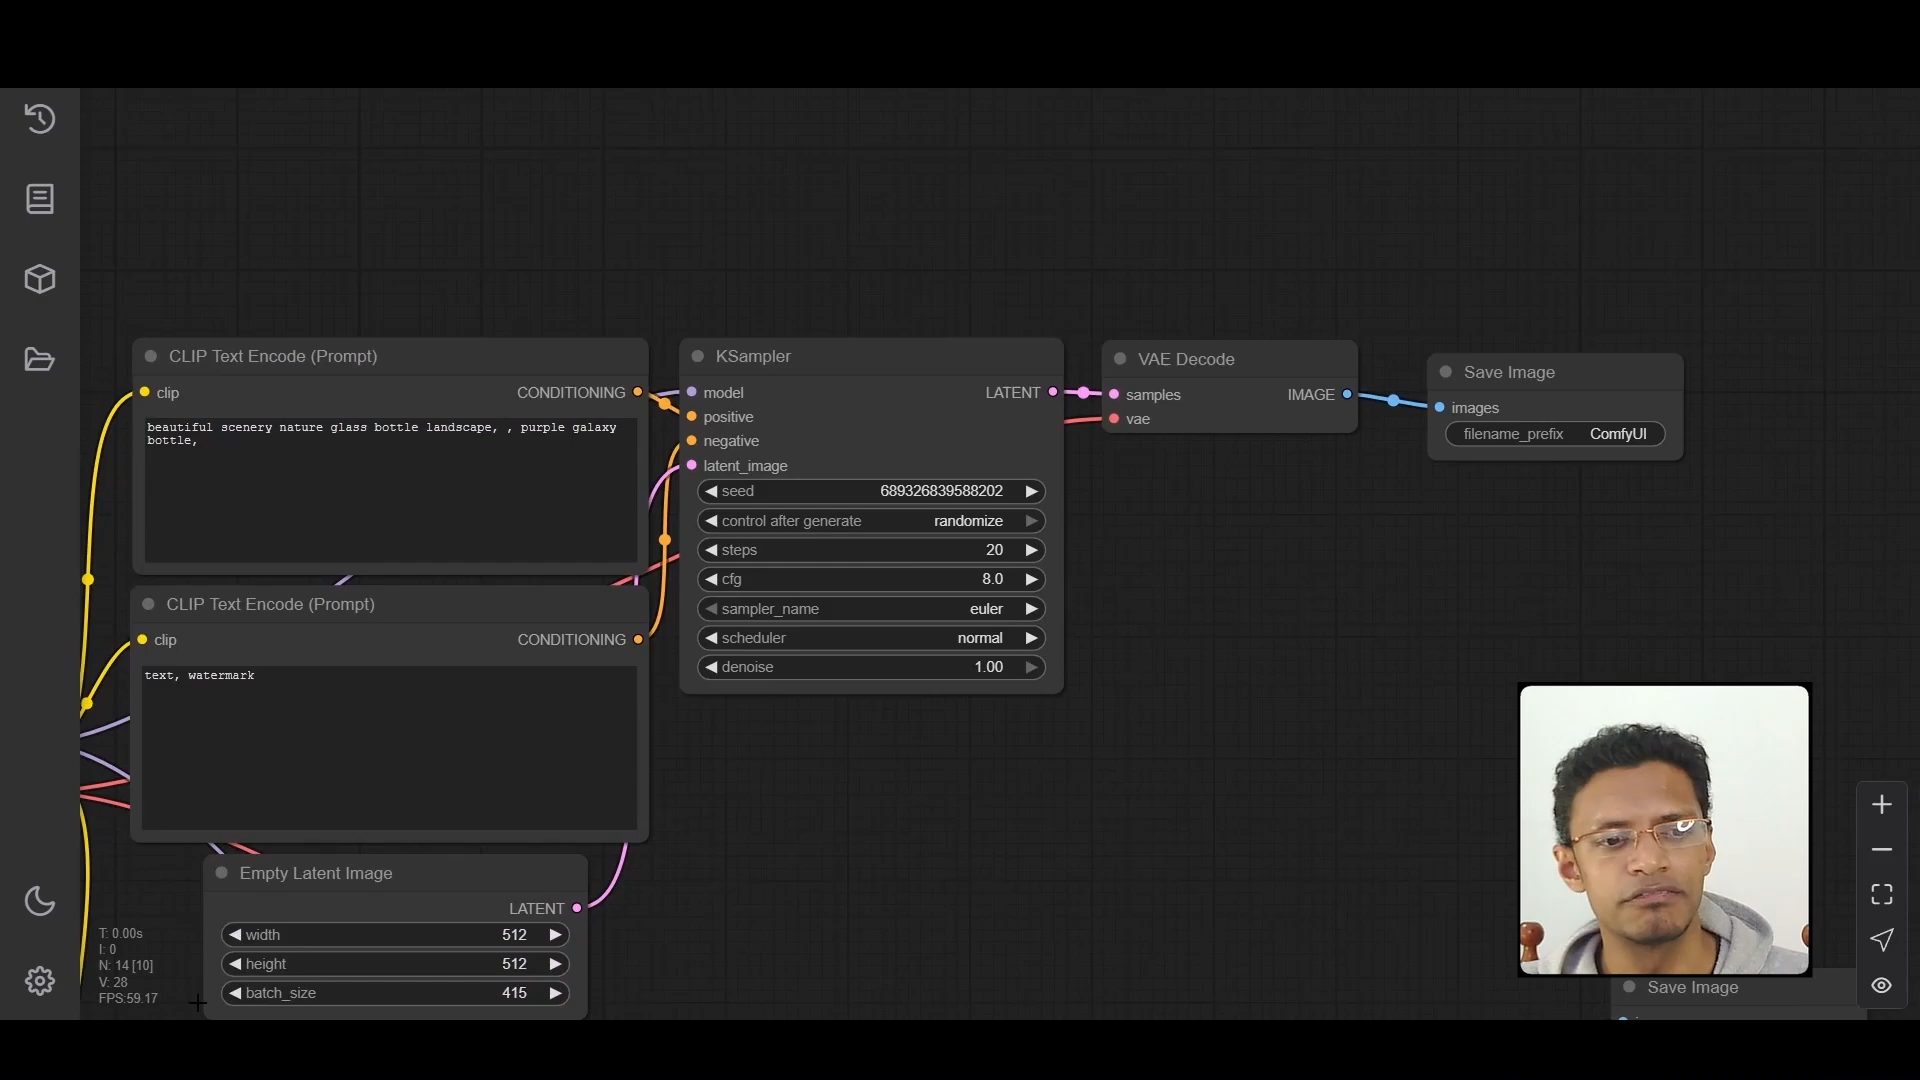 CLIP Text Encode (Prompt)
clip
CONDITIONING
beautiful scenery nature glass bottle landscape, , purple galaxy
bottle,
CLIP Text Encode (Prompt)
clip
CONDITIONING
text, watermark
Empty Latent Image
LATENT
width 512
height 512
batch_size 415
T: 0.00s
I: 0
N: 14 [10]
V: 28
FPS:59.17
KSampler
model
LATENT
positive
negative
latent_image
seed 689326839588202
control after generate randomize
steps 20
cfg 8.0
sampler_name euler
scheduler normal
denoise 1.00
VAE Decode
samples
IMAGE
vae
Save Image
images
filename_prefix ComfyUI
Save Image